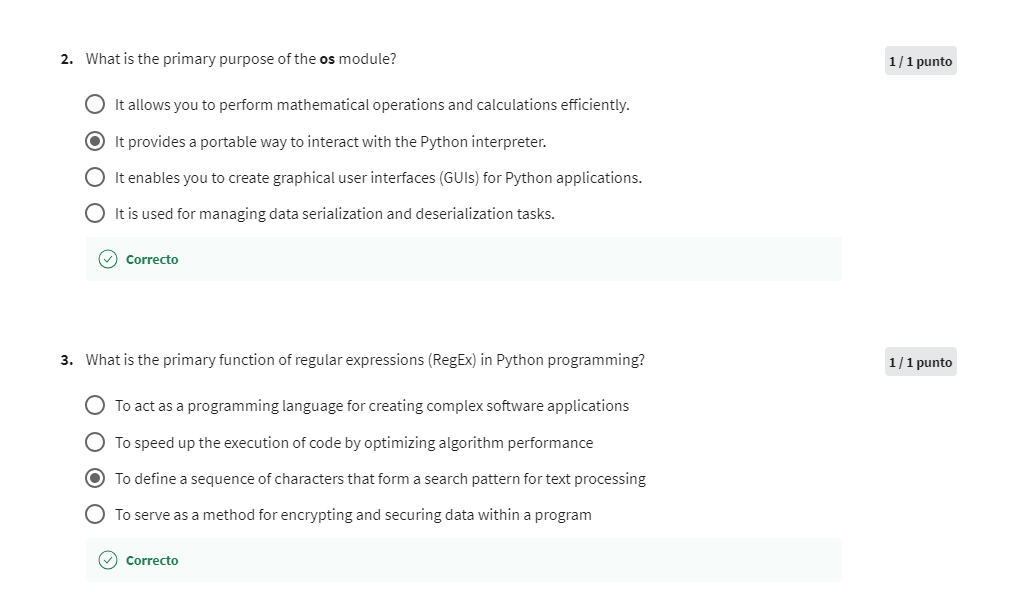 2. What is the primary purpose of the os module?
1 / 1 punto
It allows you to perform mathematical operations and calculations efficiently.
It provides a portable way to interact with the Python interpreter.
It enables you to create graphical user interfaces (GUIs) for Python applications.
It is used for managing data serialization and deserialization tasks.
Correcto
3. What is the primary function of regular expressions (RegEx) in Python programming?
1 / 1 punto
To act as a programming language for creating complex software applications
To speed up the execution of code by optimizing algorithm performance
To define a sequence of characters that form a search pattern for text processing
To serve as a method for encrypting and securing data within a program
Correcto